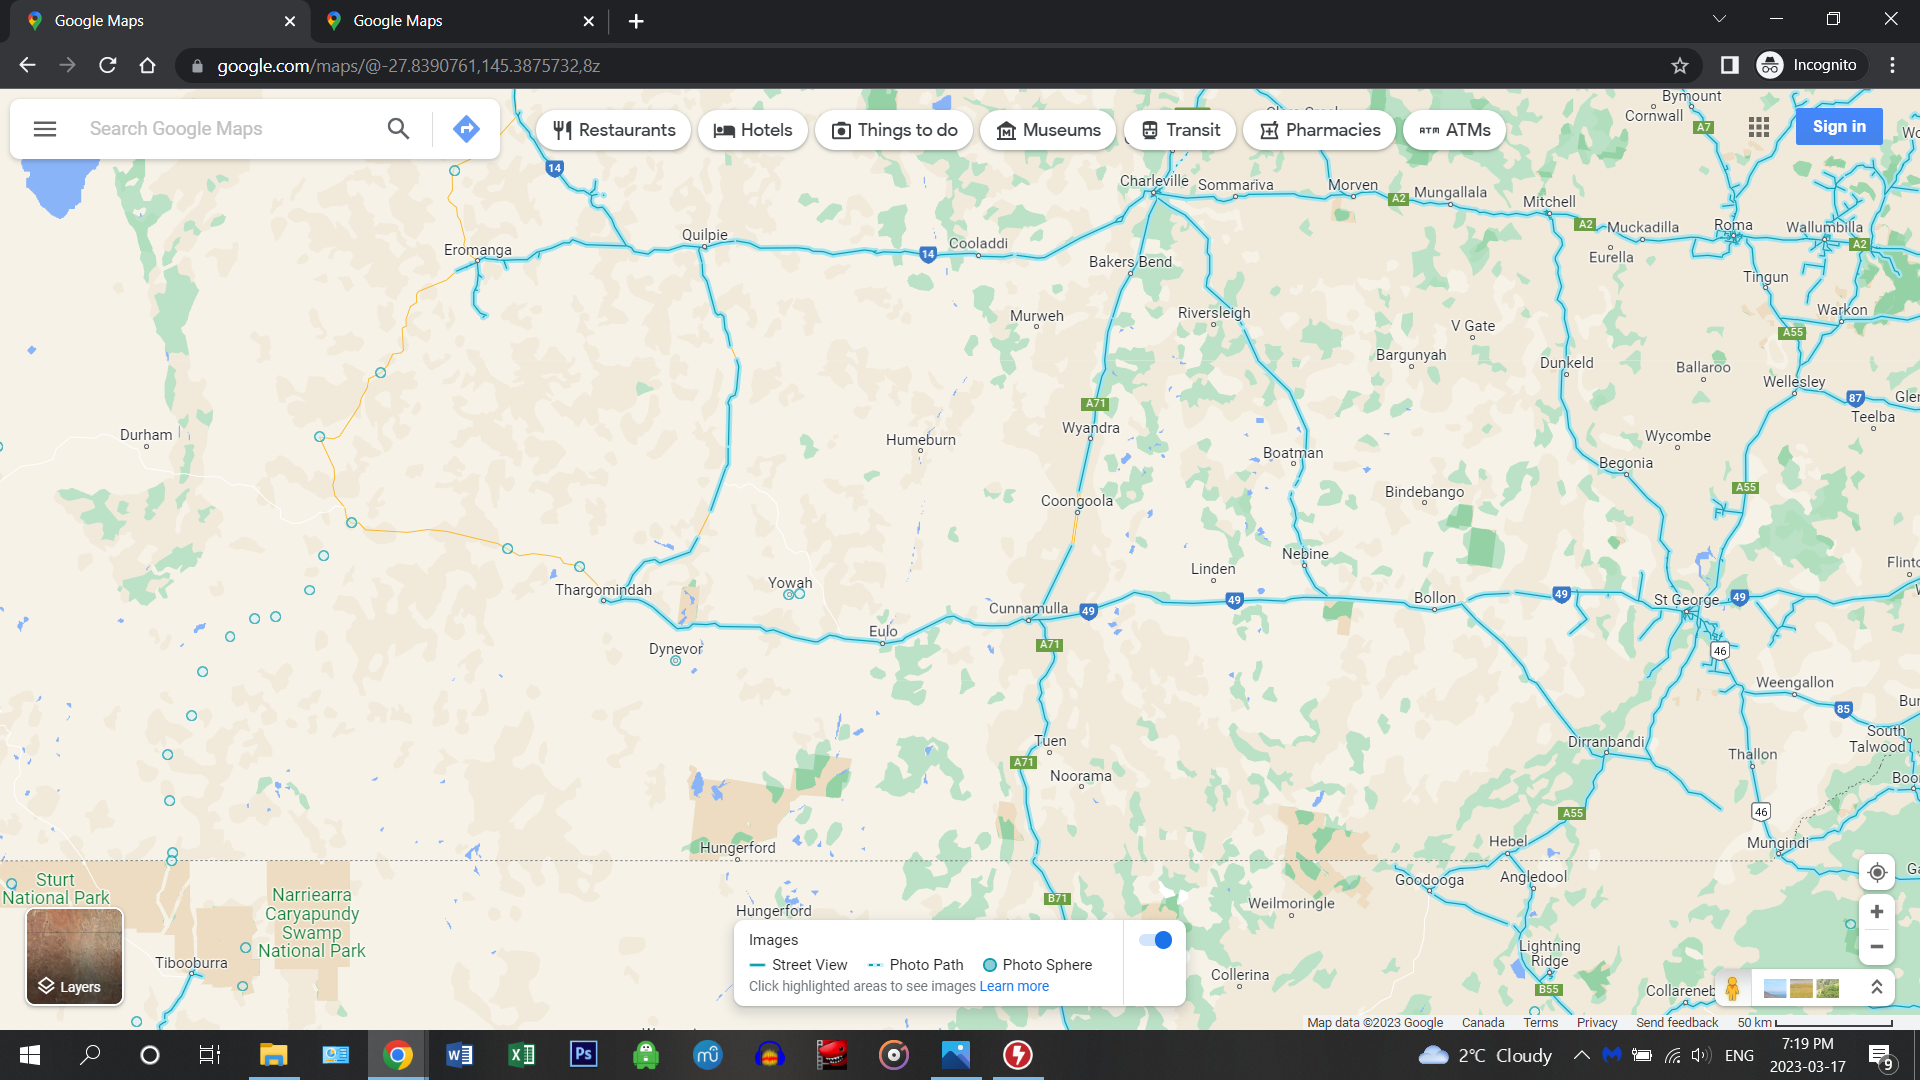 Google Maps
Google Maps
google.com/maps/@-27.8390761,145.3875732,8z
Incognito
Search Google Maps
Restaurants
Hotels
Things to do
Museums
Transit
Pharmacies
ATM ATMs
Sign in
Bymount
Cornwall
A7
14
Charleville
Sommariva
Morven
A2
Mungallala
Mitchell
A2
Muckadilla
Roma
Wallumbilla
A2
Eromanga
Quilpie
14
Cooladdi
Bakers Bend
Eurella
Tingun
Murweh
Riversleigh
V Gate
Warkon
A55
Bargunyah
Dunkeld
Ballaroo
Wellesley
A71
87
Teelba
Durham
Humeburn
Wyandra
Boatman
Wycombe
Begonia
Coongoola
Bindebango
A55
Nebine
Linden
Thargomindah
Yowah
Cunnamulla
49
49
Bollon
49
St George
49
Eulo
Dynevor
A71
46
Weengallon
85
Tuen
A71
Noorama
Dirranbandi
Thallon
South
Talwood
A55
46
Hungerford
Hebel
Mungindi
Sturt
National Park
Narriearra
Caryapundy
Swamp
National Park
Goodooga
Angledool
Hungerford
B71
Weilmoringle
Tibooburra
Lightning
Ridge
Collerina
B55
Layers
Images
Street View
Photo Path
Photo Sphere
Click highlighted areas to see images Learn more
Map data ©2023 Google
Canada
Terms
Privacy
Send feedback
50 km
2°C Cloudy
ENG
7:19 PM
2023-03-17
9